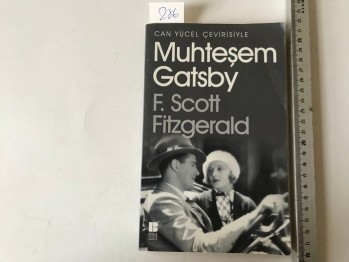 286
CAN YÜCEL ÇEVİRİSİYLE
Muhteşem
Gatsby
F. Scott
Fitzgerald